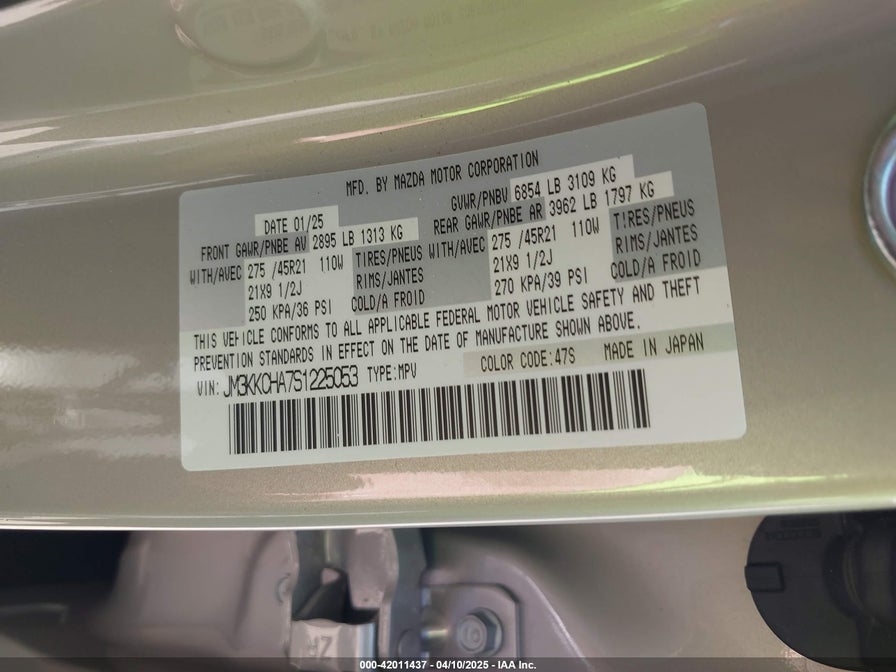 MFD. BY MAZDA MOTOR CORPORATION
DATE 01/25 GVWR/PNBV 6854 LB 3109 KG
FRONT GAWR/PNBE AV 2895 LB 1313 KG REAR GAWR/PNBE AR 3962 LB 1797 KG
WITH/AVEC 275 /45R21 110W TIRES/PNEUS WITH/AVEC 275 /45R21 110W TIRES/PNEUS
21X9 1/2J RIMS/JANTES 21X9 1/2J RIMS/JANTES
250 KPA/36 PSI COLD/A FROID 270 KPA/39 PSI COLD/A FROID
THIS VEHICLE CONFORMS TO ALL APPLICABLE FEDERAL MOTOR VEHICLE SAFETY AND THEFT
PREVENTION STANDARDS IN EFFECT ON THE DATE OF MANUFACTURE SHOWN ABOVE.
VIN: JM3KKCHA7S1225053 TYPE:MPV COLOR CODE:47S MADE IN JAPAN
ZR
000-42011437 - 04/10/2025 - IAA Inc.